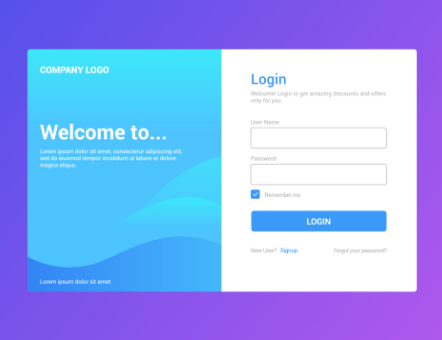 COMPANY LOGO
Welcome to...
Lorem ipsum dolor sit amet, consectetur adipiscing elit,
sed do eiusmod tempor incididunt ut labore et dolore
magna aliqua.
Lorem ipsum dolor sit amet
Login
Welcome! Login to get amazing discounts and offers
only for you.
User Name
Password
Remember me
LOGIN
New User? Signup
Forgot your password?